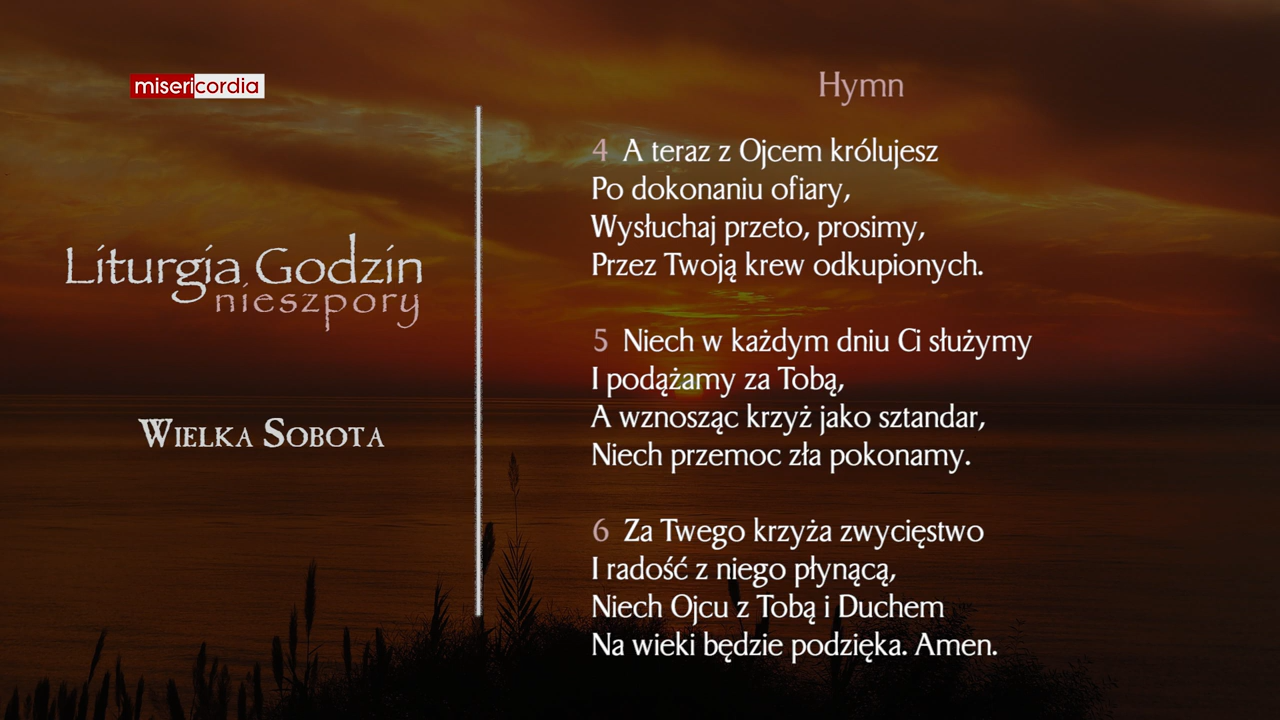 misericordia
Liturgia Godzin
nieszpory
Wielka Sobota
Hymn
4 A teraz z Ojcem królujesz
Po dokonaniu ofiary,
Wysłuchaj przeto, prosimy,
Przez Twoją krew odkupionych.
5 Niech w każdym dniu Ci służymy
I podążamy za Tobą,
A wznosząc krzyż jako sztandar,
Niech przemoc zła pokonamy.
6 Za Twego krzyża zwycięstwo
I radość z niego płynącą,
Niech Ojcu z Tobą i Duchem
Na wieki będzie podzięka. Amen.